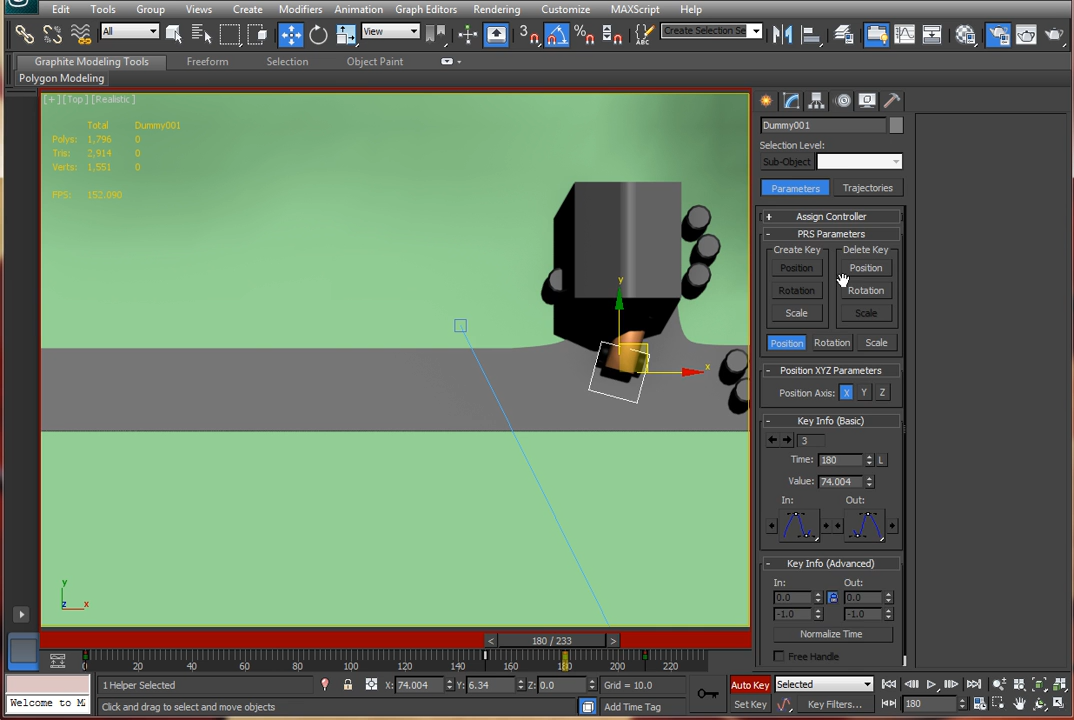 Edit Tools Group Views Create Modifiers Animation Graph Editors Rendering Customize MAXScript Help
All View 3 Create Selection Se
Graphite Modeling Tools Freeform Selection Object Paint
Polygon Modeling
[+][Top][Realistic]
Total Dummy001
Polys: 1,796 0
Tris: 2,914 0
Verts: 1,551 0
FPS: 152.090
y
x
y
z x
Dummy001
Selection Level:
Sub-Object
Parameters Trajectories
+ Assign Controller
- PRS Parameters
Create Key Delete Key
Position Position
Rotation Rotation
Scale Scale
Position Rotation Scale
- Position XYZ Parameters
Position Axis: X Y Z
- Key Info (Basic)
3
Time: 180 L
Value: 74.004
In: Out:
- Key Info (Advanced)
In: Out:
0.0 0.0
-1.0 -1.0
Normalize Time
Free Handle
< 180 / 233 >
0 20 40 60 80 100 120 140 160 180 200 220
1 Helper Selected X: 74.004 Y: 6.34 Z: 0.0 Grid = 10.0 Auto Key Selected
Welcome to Ma Click and drag to select and move objects Add Time Tag Set Key Key Filters... 180